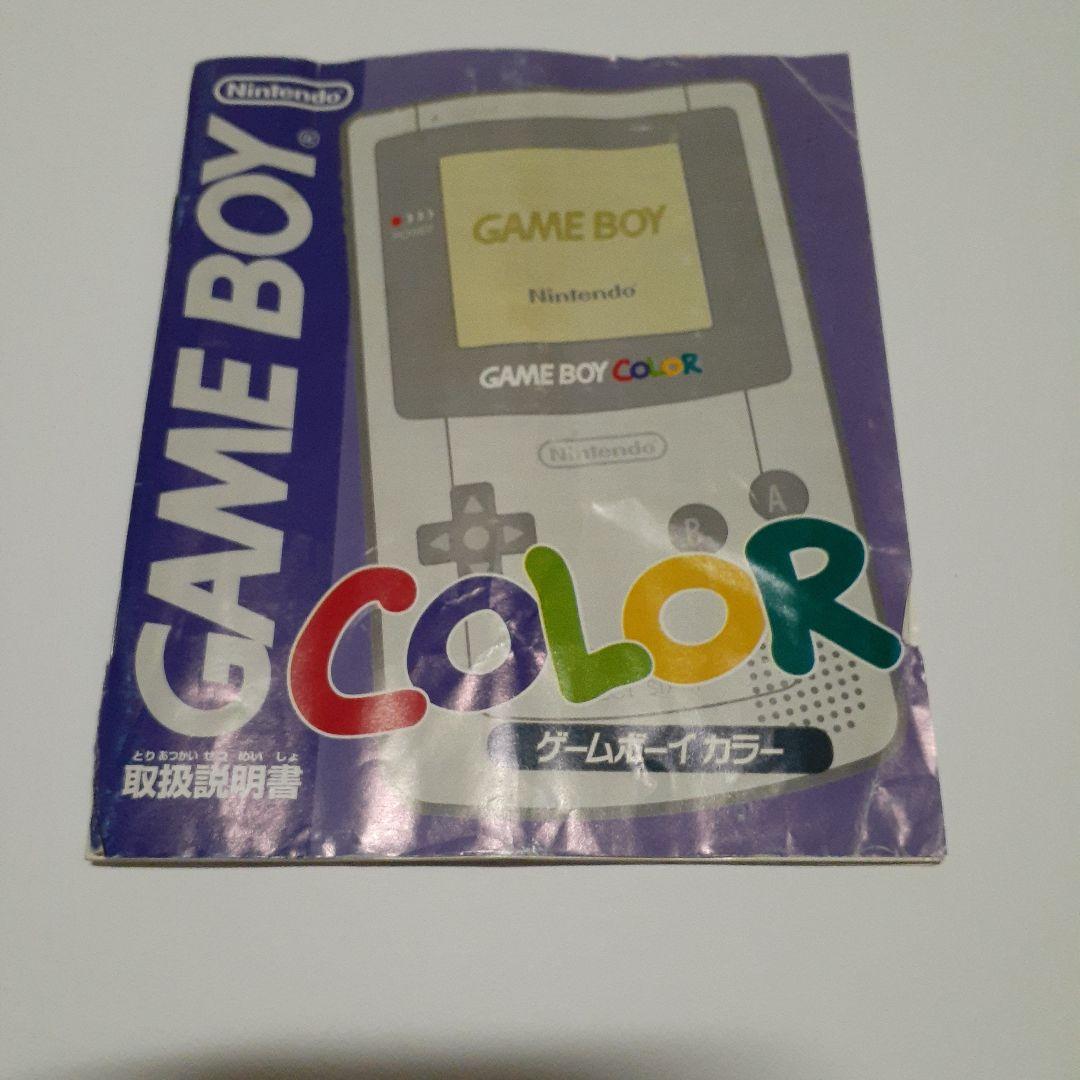 Nintendo®
GAME BOY
POWER
GAME BOY
Nintendo
GAME BOY COLOR
Nintendo
A
B
COLOR
ゲームボーイ カラー
とりあつかい せつ めい しょ
取扱説明書